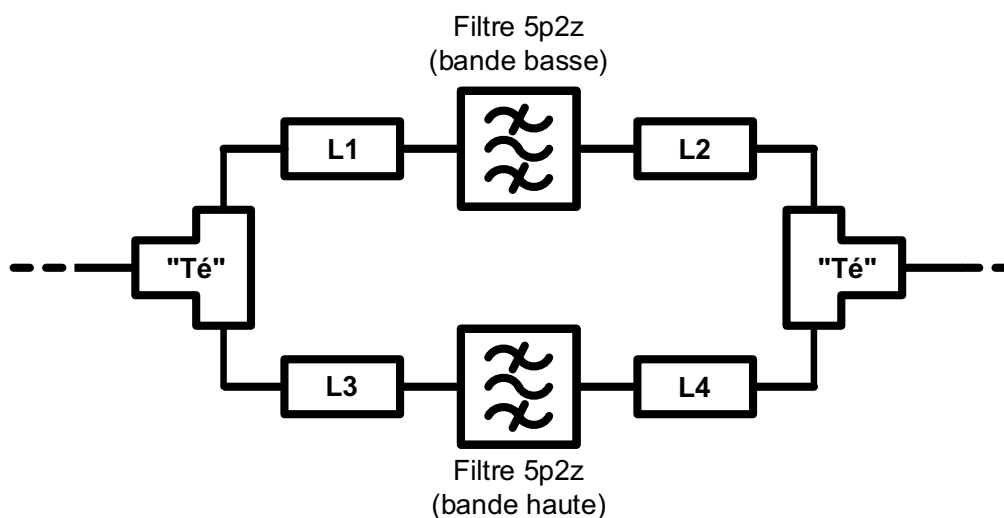 Filtre 5p2z
(bande basse)
L1
L2
"Té"
"Té"
L3
L4
Filtre 5p2z
(bande haute)